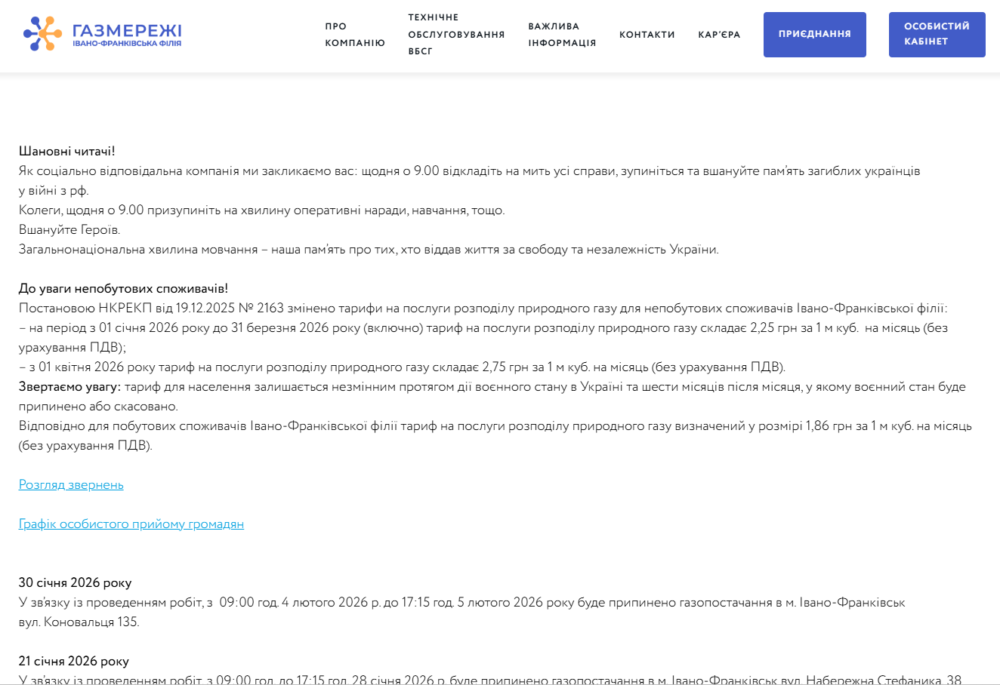 ГАЗМЕРЕЖІ
ІВАНО-ФРАНКІВСЬКА ФІЛІЯ
ПРО
КОМПАНІЮ
ТЕХНІЧНЕ
ОБСЛУГОВУВАННЯ
ВБСГ
ВАЖЛИВА
ІНФОРМАЦІЯ
КОНТАКТИ
КАР'ЄРА
ПРИЄДНАННЯ
ОСОБИСТИЙ
КАБІНЕТ
Шановні читачі!
Як соціально відповідальна компанія ми закликаємо вас: щодня о 9.00 відкладіть на мить усі справи, зупиніться та вшануйте пам'ять загиблих українців
у війні з рф.
Колеги, щодня о 9.00 призупиніть на хвилину оперативні наради, навчання, тощо.
Вшануйте Героїв.
Загальнонаціональна хвилина мовчання – наша пам'ять про тих, хто віддав життя за свободу та незалежність України.
До уваги непобутових споживачів!
Постановою НКРЕКП від 19.12.2025 № 2163 змінено тарифи на послуги розподілу природного газу для непобутових споживачів Івано-Франківської філії:
– на період з 01 січня 2026 року до 31 березня 2026 року (включно) тариф на послуги розподілу природного газу складає 2,25 грн за 1 м куб.  на місяць (без
урахування ПДВ);
– з 01 квітня 2026 року тариф на послуги розподілу природного газу складає 2,75 грн за 1 м куб. на місяць (без урахування ПДВ).
Звертаємо увагу: тариф для населення залишається незмінним протягом дії воєнного стану в Україні та шести місяців після місяця, у якому воєнний стан буде
припинено або скасовано.
Відповідно для побутових споживачів Івано-Франківської філії тариф на послуги розподілу природного газу визначений у розмірі 1,86 грн за 1 м куб. на місяць
(без урахування ПДВ).
Розгляд звернень
Графік особистого прийому громадян
30 січня 2026 року
У зв'язку із проведенням робіт, з  09:00 год. 4 лютого 2026 р. до 17:15 год. 5 лютого 2026 року буде припинено газопостачання в м. Івано-Франківськ
вул. Коновальця 135.
21 січня 2026 року
У зв'язку із проведенням робіт, з 09:00 год. до 17:15 год. 28 січня 2026 р. буде припинено газопостачання в м. Івано-Франківськ вул. Набережна Стефаника, 38